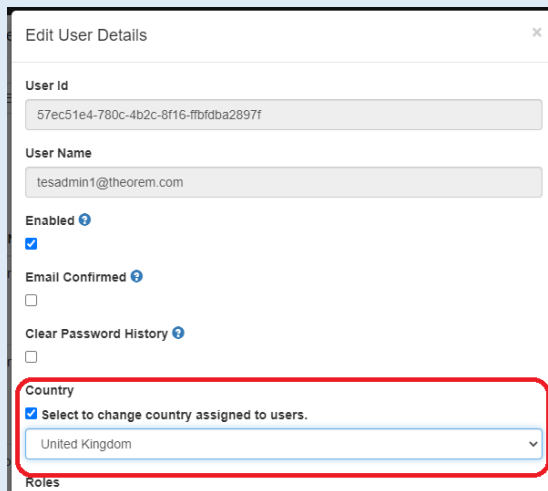 Edit User Details
×
User Id
57ec51e4-780c-4b2c-8f16-ffbfdba2897f
User Name
tesadmin1@theorem.com
Enabled ?
Email Confirmed ?
Clear Password History ?
Country
Select to change country assigned to users.
United Kingdom
Roles